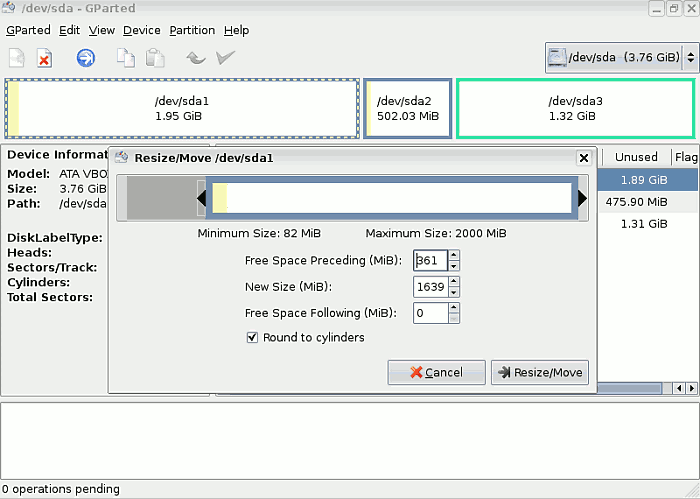 /dev/sda - GParted
GParted Edit View Device Partition Help
/dev/sda (3.76 GiB)
/dev/sda1
1.95 GiB
/dev/sda2
502.03 MiB
/dev/sda3
1.32 GiB
Device Informat
Model: ATA VBO
Size: 3.76 GiB
Path: /dev/sda
DiskLabelType:
Heads:
Sectors/Track:
Cylinders:
Total Sectors:
Resize/Move /dev/sda1
Minimum Size: 82 MiB Maximum Size: 2000 MiB
Free Space Preceding (MiB): 361
New Size (MiB): 1639
Free Space Following (MiB): 0
Round to cylinders
Cancel Resize/Move
Unused Flag
1.89 GiB
475.90 MiB
1.31 GiB
0 operations pending